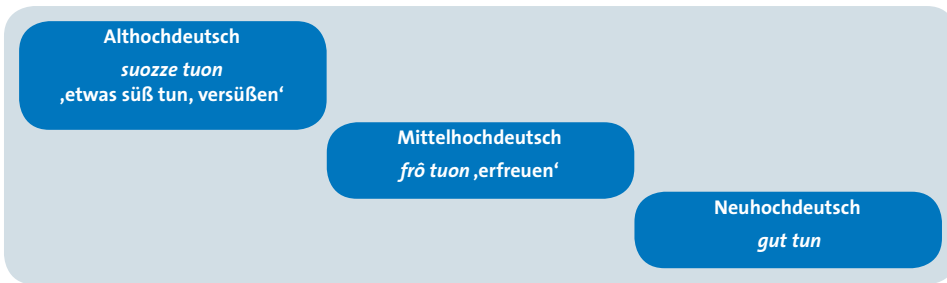 Althochdeutsch
suozze tuon
‚etwas süß tun, versüßen‘
Mittelhochdeutsch
frô tuon ‚erfreuen‘
Neuhochdeutsch
gut tun